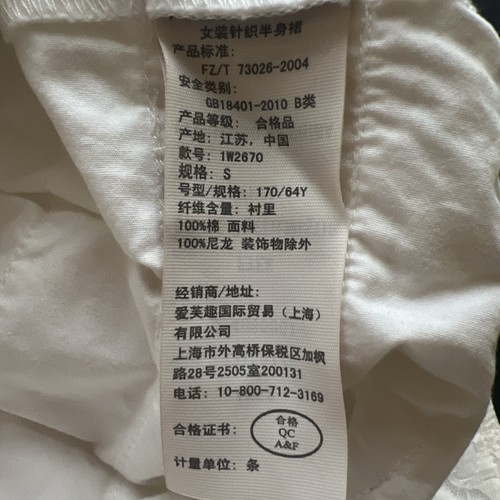 女装针织半身裙
产品标准:
FZ/T 73026-2004
安全类别:
GB18401-2010 B类
产品等级: 合格品
产地: 江苏, 中国
款号: 1W2670
规格: S
号型/规格: 170/64Y
纤维含量: 衬里
100%棉 面料
100%尼龙 装饰物除外
经销商/地址:
爱芙趣国际贸易（上海）
有限公司
上海市外高桥保税区加枫
路28号2505室200131
电话: 10-800-712-3169
合格证书:
合格
QC
A&F
计量单位: 条